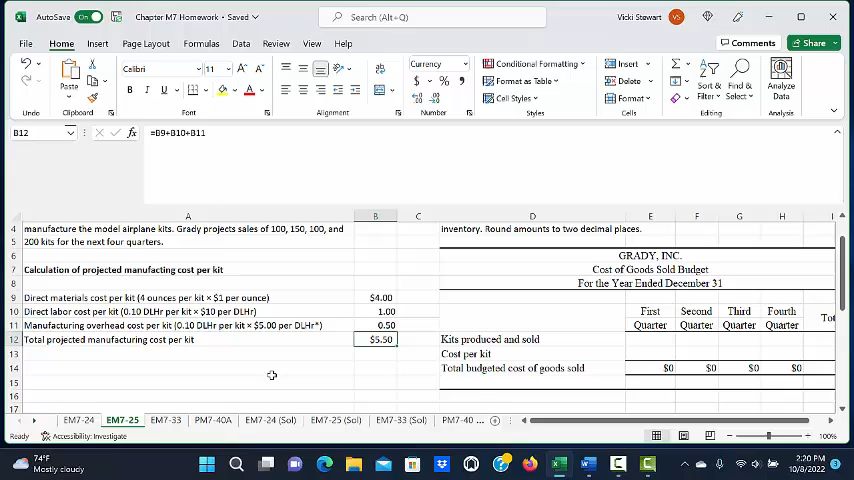 AutoSave On Chapter M7 Homework • Saved Search (Alt+Q) Vicki Stewart VS
File Home Insert Page Layout Formulas Data Review View Help Comments Share
Calibri 11 Currency Conditional Formatting Insert
Paste Format as Table Delete Sort & Find & Analyze
B I U $ % Cell Styles Format Filter Select Data
Undo Clipboard Font Alignment Number Styles Cells Editing Analysis
B12 fx =B9+B10+B11
A B C D E F G H I
4 manufacture the model airplane kits. Grady projects sales of 100, 150, 100, and inventory. Round amounts to two decimal places.
5 200 kits for the next four quarters.
6 GRADY, INC.
7 Calculation of projected manufacting cost per kit Cost of Goods Sold Budget
8 For the Year Ended December 31
9 Direct materials cost per kit (4 ounces per kit × $1 per ounce) $4.00
10 Direct labor cost per kit (0.10 DLHr per kit × $10 per DLHr) 1.00 First Second Third Fourth
11 Manufacturing overhead cost per kit (0.10 DLHr per kit × $5.00 per DLHr*) 0.50 Quarter Quarter Quarter Quarter Tot
12 Total projected manufacturing cost per kit $5.50 Kits produced and sold
13 Cost per kit
14 Total budgeted cost of goods sold $0 $0 $0 $0
15
16
17
EM7-24 EM7-25 EM7-33 PM7-40A EM7-24 (Sol) EM7-25 (Sol) EM7-33 (Sol) PM7-40 ...
Ready Accessibility: Investigate 100%
74°F 2:20 PM
Mostly cloudy 10/8/2022 3